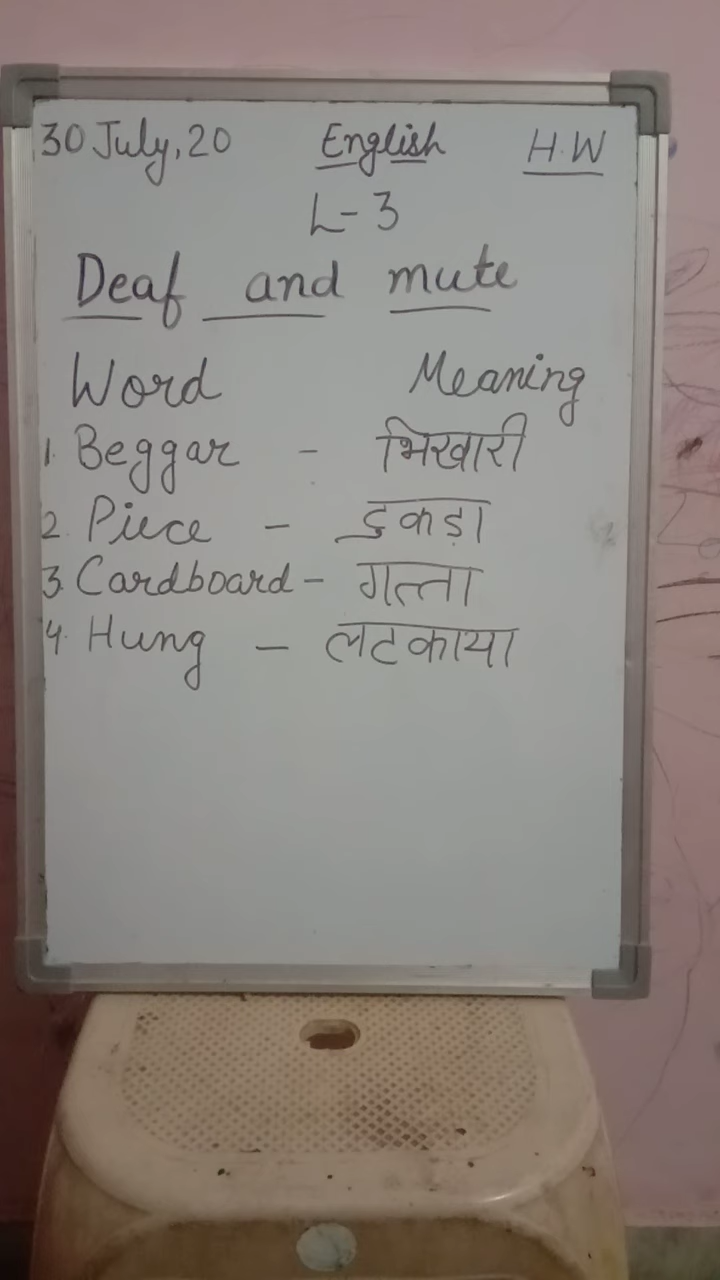 30 July, 20 English H.W
L-3
Deaf and mute
Word Meaning
1. Beggar - भिखारी
2. Piece - टुकड़ा
3. Cardboard - गत्ता
4. Hung - लटकाया